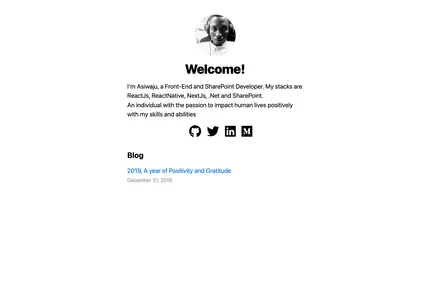 Welcome!
I'm Asiwaju, a Front-End and SharePoint Developer. My stacks are
ReactJs, ReactNative, NextJs, .Net and SharePoint.
An individual with the passion to impact human lives positively
with my skills and abilities
Blog
2019, A year of Positivity and Gratitude
December 31, 2019